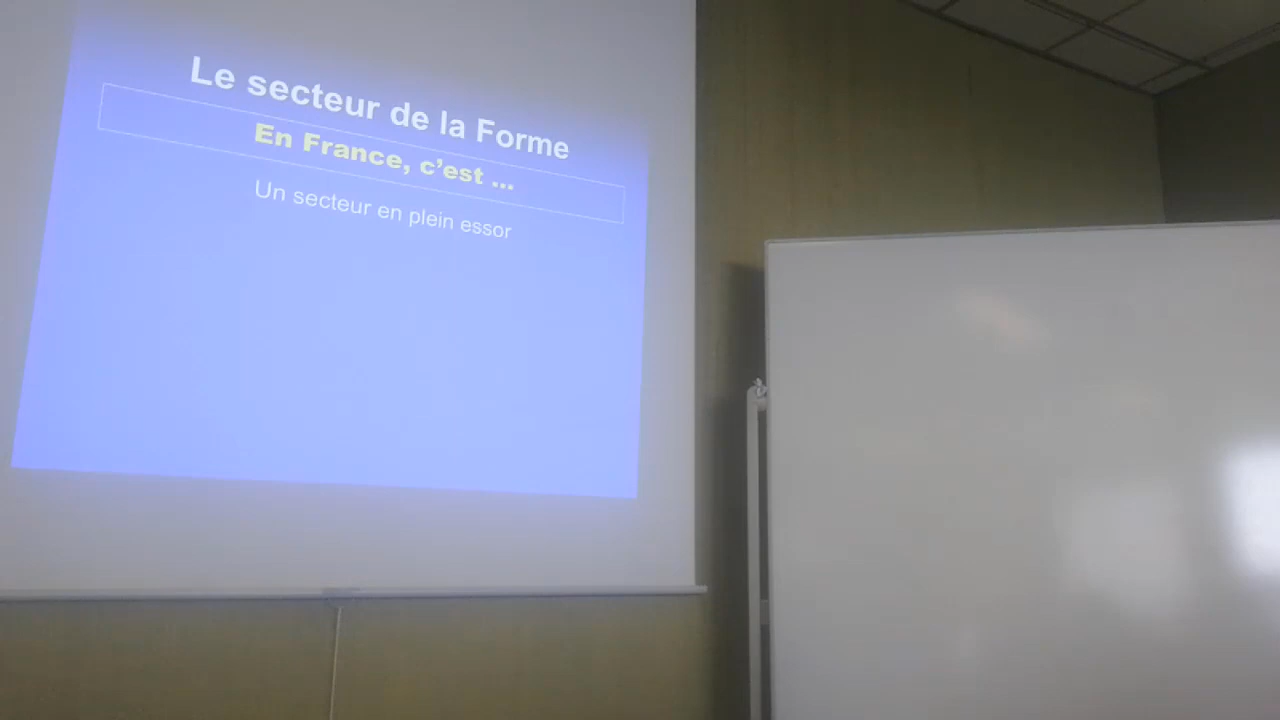 Le secteur de la Forme
En France, c’est ...
Un secteur en plein essor